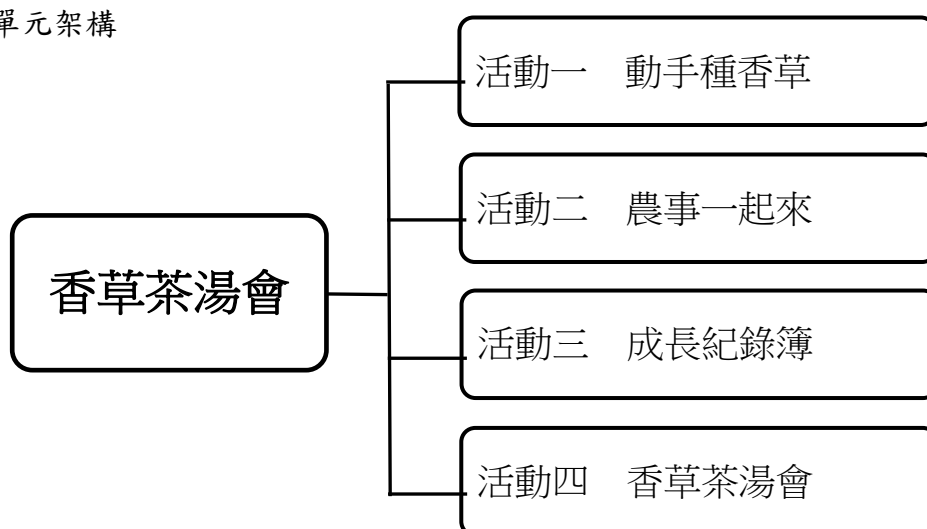 單元架構
活動一　動手種香草
活動二　農事一起來
香草茶湯會
活動三　成長紀錄簿
活動四　香草茶湯會